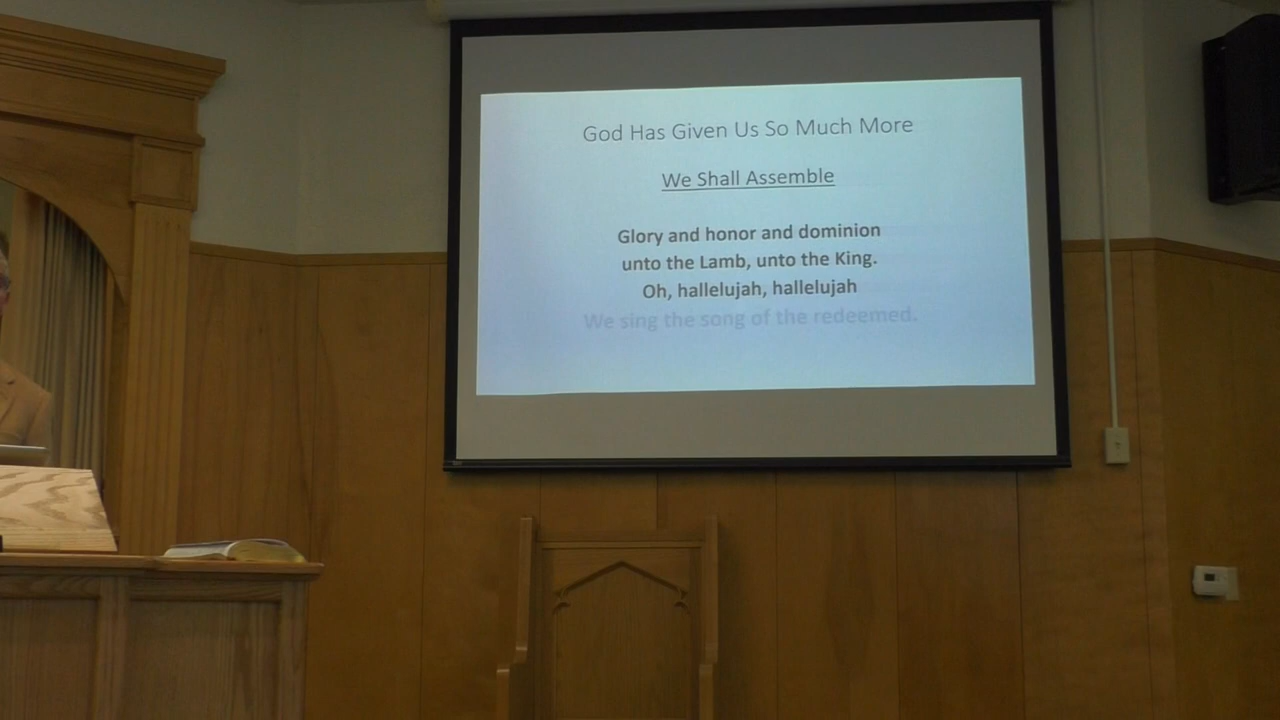 God Has Given Us So Much More
We Shall Assemble
Glory and honor and dominion
unto the Lamb, unto the King.
Oh, hallelujah, hallelujah
We sing the song of the redeemed.